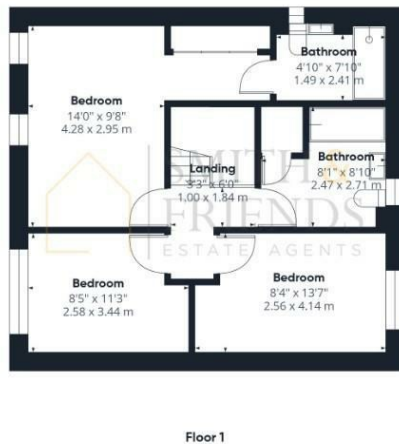 Bathroom
4'10" x 7'10"
1.49 x 2.41 m
Bedroom
14'0" x 9'8"
4.28 x 2.95 m
Bathroom
8'1" x 8'10"
2.47 x 2.71 m
Landing
3'3" x 6'0"
1.00 x 1.84 m
SMITH &
FRIENDS
ESTATE AGENTS
Bedroom
8'5" x 11'3"
2.58 x 3.44 m
Bedroom
8'4" x 13'7"
2.56 x 4.14 m
Floor 1